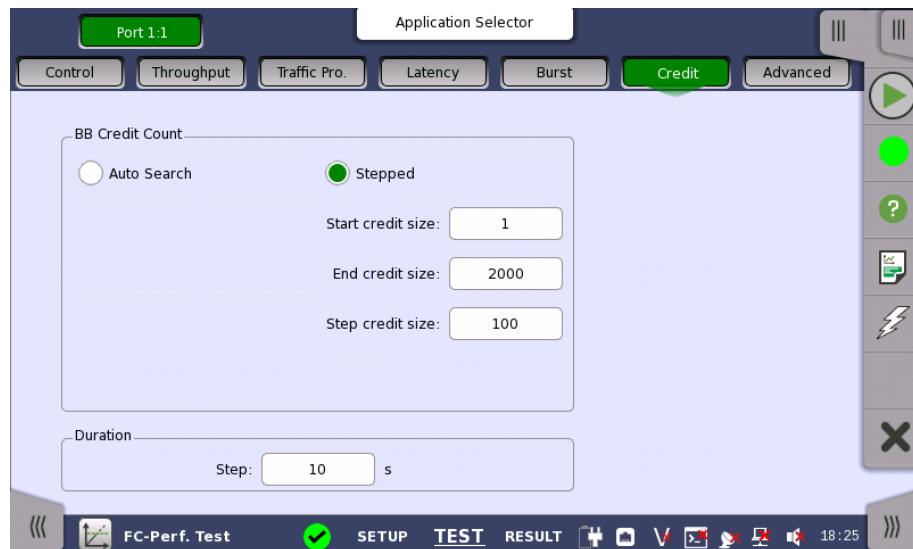 Application Selector
Port 1:1
Control Throughput Traffic Pro. Latency Burst Credit Advanced
BB Credit Count
Auto Search Stepped
Start credit size: 1
End credit size: 2000
Step credit size: 100
Duration
Step: 10 s
FC-Perf. Test SETUP TEST RESULT 18:25